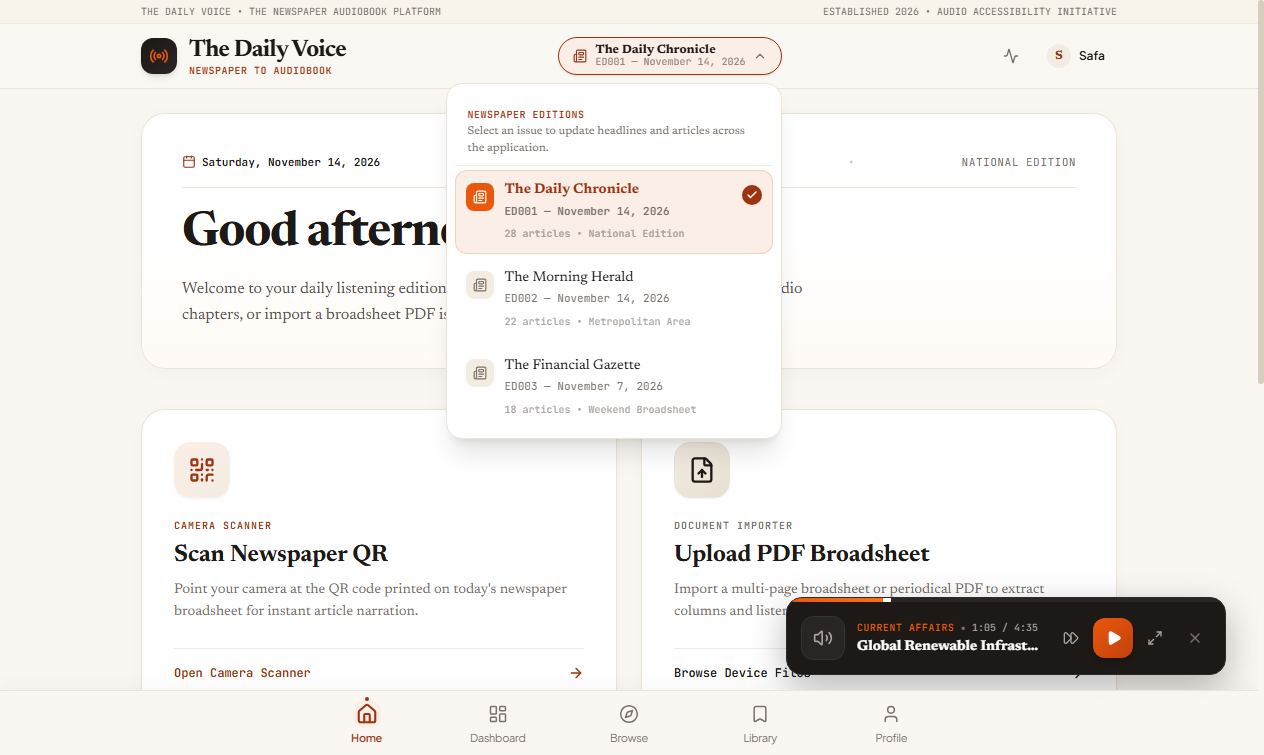 THE DAILY VOICE • THE NEWSPAPER AUDIOBOOK PLATFORM
ESTABLISHED 2026 • AUDIO ACCESSIBILITY INITIATIVE
The Daily Voice
NEWSPAPER TO AUDIOBOOK
The Daily Chronicle
ED001 — November 14, 2026
S
Safa
NEWSPAPER EDITIONS
Select an issue to update headlines and articles across
the application.
The Daily Chronicle
ED001 — November 14, 2026
28 articles • National Edition
The Morning Herald
ED002 — November 14, 2026
22 articles • Metropolitan Area
The Financial Gazette
ED003 — November 7, 2026
18 articles • Weekend Broadsheet
Saturday, November 14, 2026
NATIONAL EDITION
Good
Welcome to your daily listening edition
chapters, or import a broadsheet PDF
CAMERA SCANNER
Scan Newspaper QR
Point your camera at the QR code printed on today's newspaper
broadsheet for instant article narration.
Open Camera Scanner
DOCUMENT IMPORTER
Upload PDF Broadsheet
Import a multi-page broadsheet or periodical PDF to extract
columns and
Browse Device Files
CURRENT AFFAIRS • 1:05 / 4:35
Global Renewable Infrast...
Home
Dashboard
Browse
Library
Profile